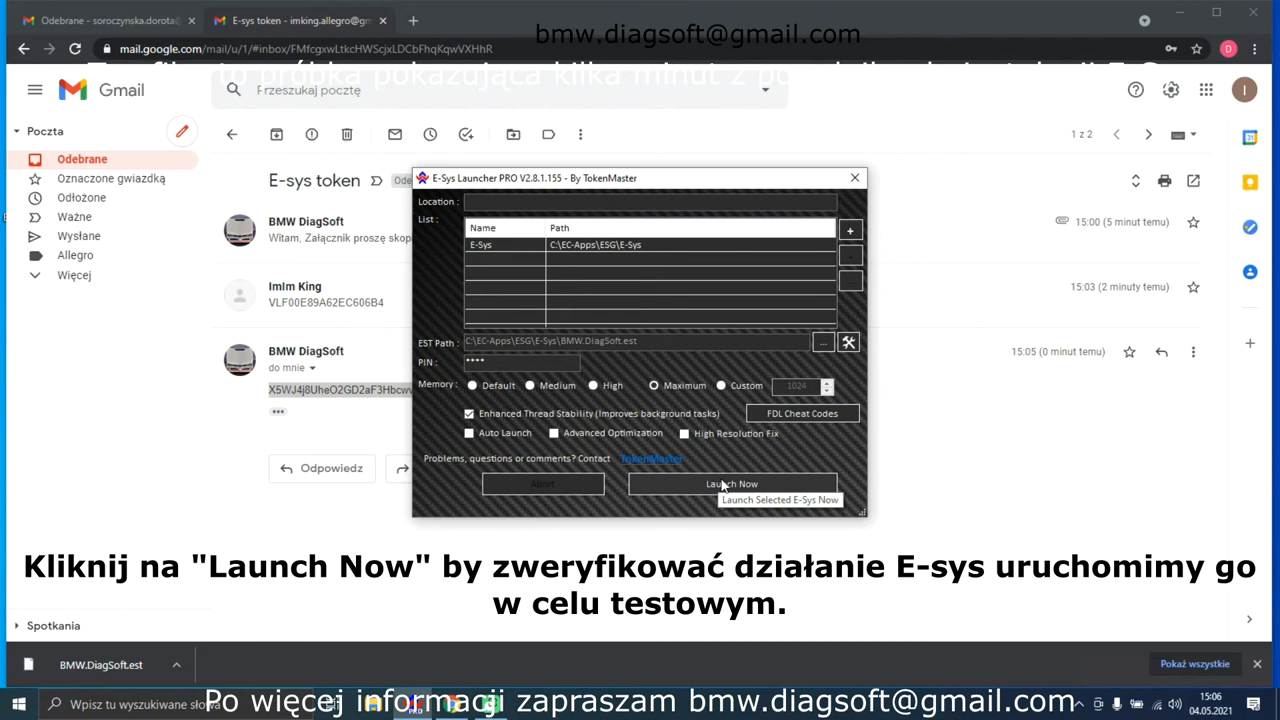 Odebrane - soroczynska.dorota@
E-sys token - imking.allegro@gm
bmw.diagsoft@gmail.com
mail.google.com/mail/u/1/#inbox/FMfcgxwLtkcHWScjxLDCbFhqKqwVXHhR
próbka pokazująca kilka minut z
Gmail
Przeszukaj pocztę
Poczta
1 z 2
Odebrane
Oznaczone gwiazdką
Odłożone
Ważne
Wysłane
Allegro
Więcej
E-sys token
BMW DiagSoft
15:00 (5 minut temu)
Witam, Załącznik proszę skop
ImIm King
15:03 (2 minuty temu)
VLF00E89A62EC606B4
BMW DiagSoft
15:05 (0 minut temu)
do mnie
X5WJ4j8UheO2GD2aF3Hbcwv
Odpowiedz
E-Sys Launcher PRO V2.8.1.155 - By TokenMaster
Location :
List :
Name Path
E-Sys C:\EC-Apps\ESG\E-Sys
+
-
EST Path : C:\EC-Apps\ESG\E-Sys\BMW.DiagSoft.est ...
PIN : ****
Memory : Default Medium High Maximum Custom 1024
Enhanced Thread Stability (Improves background tasks) FDL Cheat Codes
Auto Launch Advanced Optimization High Resolution Fix
Problems, questions or comments? Contact TokenMaster
Abort Launch Now
Launch Selected E-Sys Now
Kliknij na "Launch Now" by zweryfikować działanie E-sys uruchomimy go
w celu testowym.
Spotkania
BMW.DiagSoft.est
Pokaż wszystkie
Wpisz tu wyszukiwane słowa
Po więcej informacji zapraszam bmw.diagsoft@gmail.com
15:06
04.05.2021